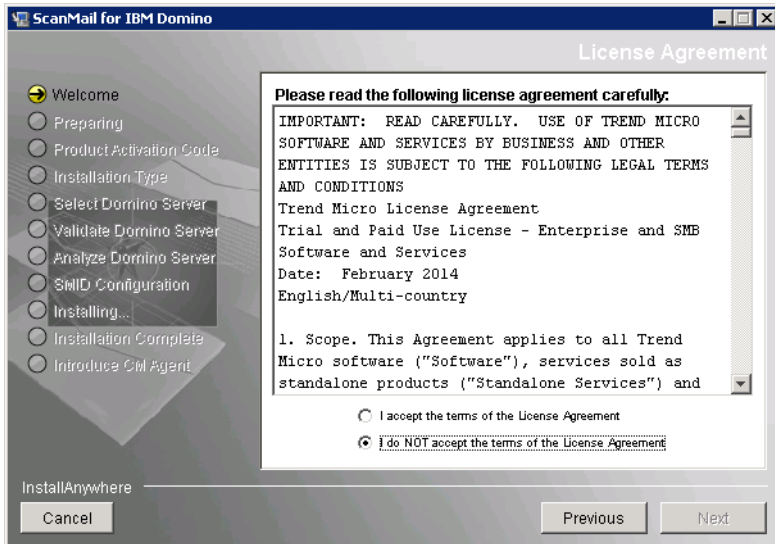 ScanMail for IBM Domino
License Agreement
Welcome
Preparing
Product Activation Code
Installation Type
Select Domino Server
Validate Domino Server
Analyze Domino Server
SMID Configuration
Installing...
Installation Complete
Introduce CM Agent
Please read the following license agreement carefully:
IMPORTANT:  READ CAREFULLY.  USE OF TREND MICRO
SOFTWARE AND SERVICES BY BUSINESS AND OTHER
ENTITIES IS SUBJECT TO THE FOLLOWING LEGAL TERMS
AND CONDITIONS
Trend Micro License Agreement
Trial and Paid Use License - Enterprise and SMB
Software and Services
Date:  February 2014
English/Multi-country
1. Scope. This Agreement applies to all Trend
Micro software ("Software"), services sold as
standalone products ("Standalone Services") and
I accept the terms of the License Agreement
I do NOT accept the terms of the License Agreement
InstallAnywhere
Cancel
Previous
Next